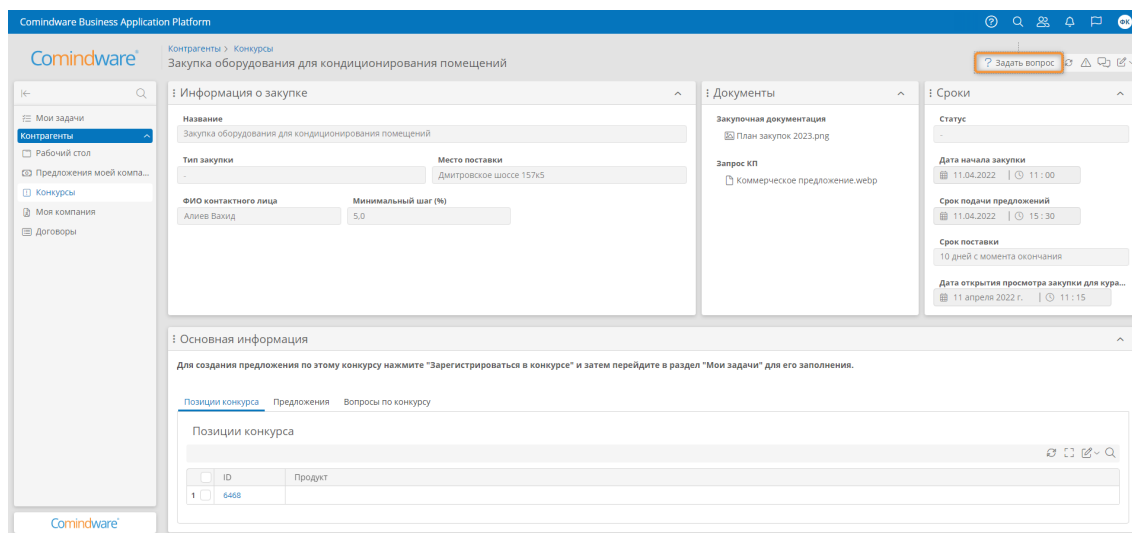 Comindware Business Application Platform
ФК
Comindware®
Контрагенты > Конкурсы
Закупка оборудования для кондиционирования помещений
? Задать вопрос
Мои задачи
Контрагенты
Рабочий стол
Предложения моей компа...
Конкурсы
Моя компания
Договоры
Comindware®
Информация о закупке
Название
Закупка оборудования для кондиционирования помещений
Тип закупки
Место поставки
-
Дмитровское шоссе 157к5
ФИО контактного лица
Минимальный шаг (%)
Алиев Вахид
5,0
Документы
Закупочная документация
План закупок 2023.png
Запрос КП
Коммерческое предложение.webp
Сроки
Статус
-
Дата начала закупки
11.04.2022 | 11 : 00
Срок подачи предложений
11.04.2022 | 15 : 30
Срок поставки
10 дней с момента окончания
Дата открытия просмотра закупки для кура...
11 апреля 2022 г. | 11 : 15
Основная информация
Для создания предложения по этому конкурсу нажмите "Зарегистрироваться в конкурсе" и затем перейдите в раздел "Мои задачи" для его заполнения.
Позиции конкурса Предложения Вопросы по конкурсу
Позиции конкурса
ID Продукт
1 6468